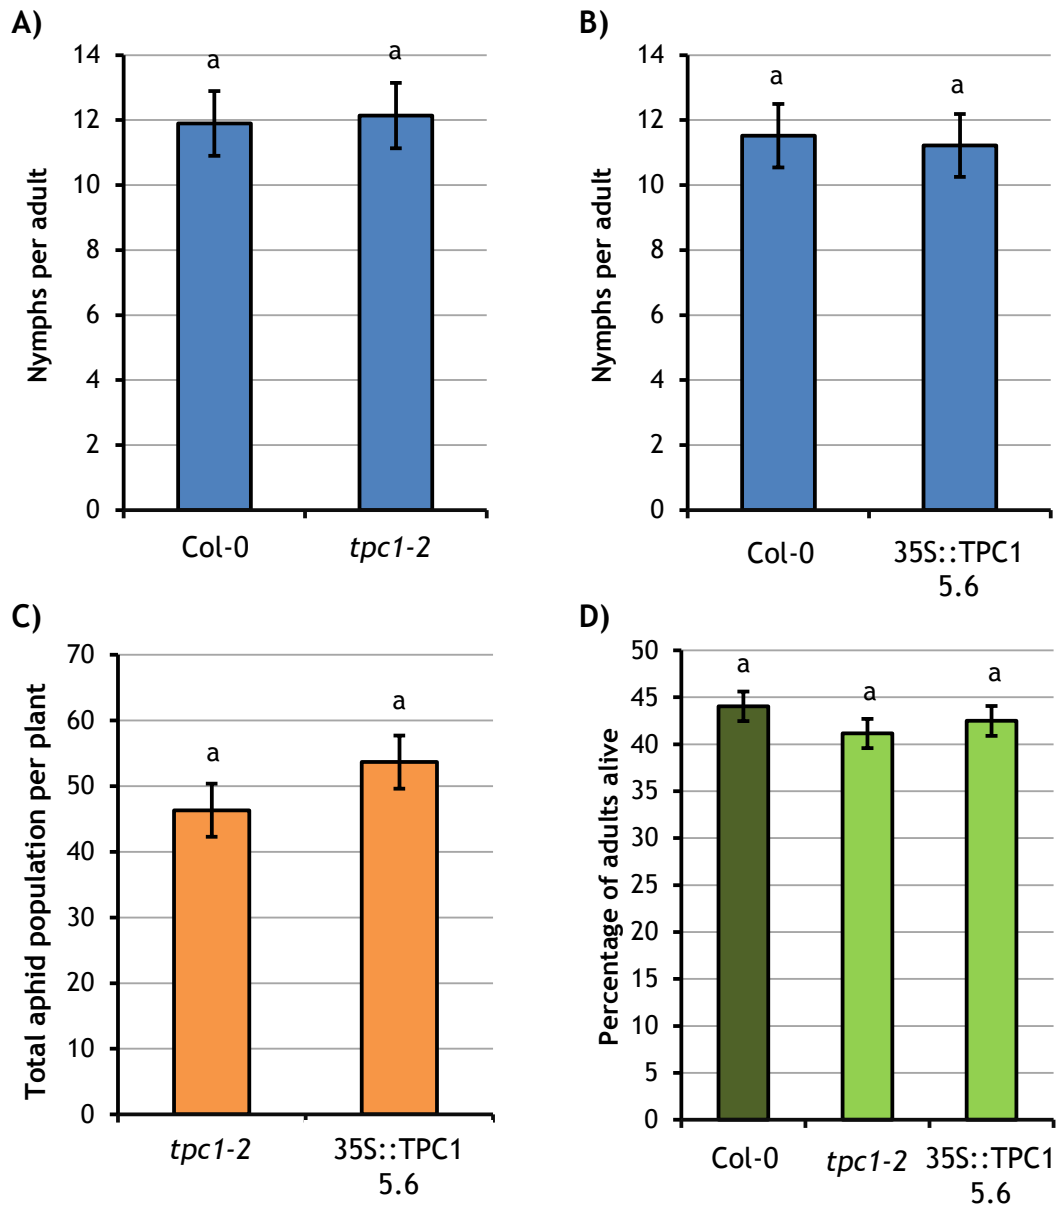 A)
14
12
10
8
6
4
2
0
Nymphs per adult
a
a
Col-0
tpc1-2
B)
14
12
10
8
6
4
2
0
Nymphs per adult
a
a
Col-0
35S::TPC1
5.6
C)
70
60
50
40
30
20
10
0
Total aphid population per plant
a
a
tpc1-2
35S::TPC1
5.6
D)
50
45
40
35
30
25
20
15
10
5
0
Percentage of adults alive
a
a
a
Col-0
tpc1-2
35S::TPC1
5.6